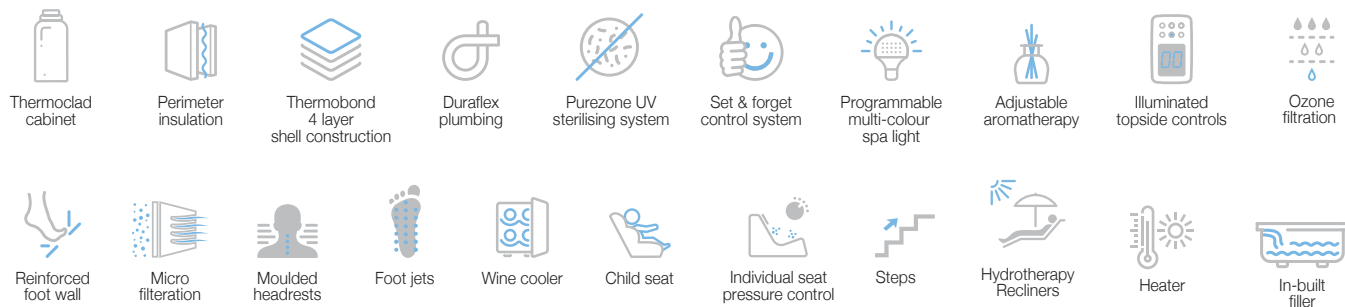 Thermoclad
cabinet
Perimeter
insulation
Thermobond
4 layer
shell construction
Duraflex
plumbing
Purezone UV
sterilising system
Set & forget
control system
Programmable
multi-colour
spa light
Adjustable
aromatherapy
00
Illuminated
topside controls
Ozone
filtration
Reinforced
foot wall
Micro
filteration
Moulded
headrests
Foot jets
Wine cooler
Child seat
Individual seat
pressure control
Steps
Hydrotherapy
Recliners
Heater
In-built
filler